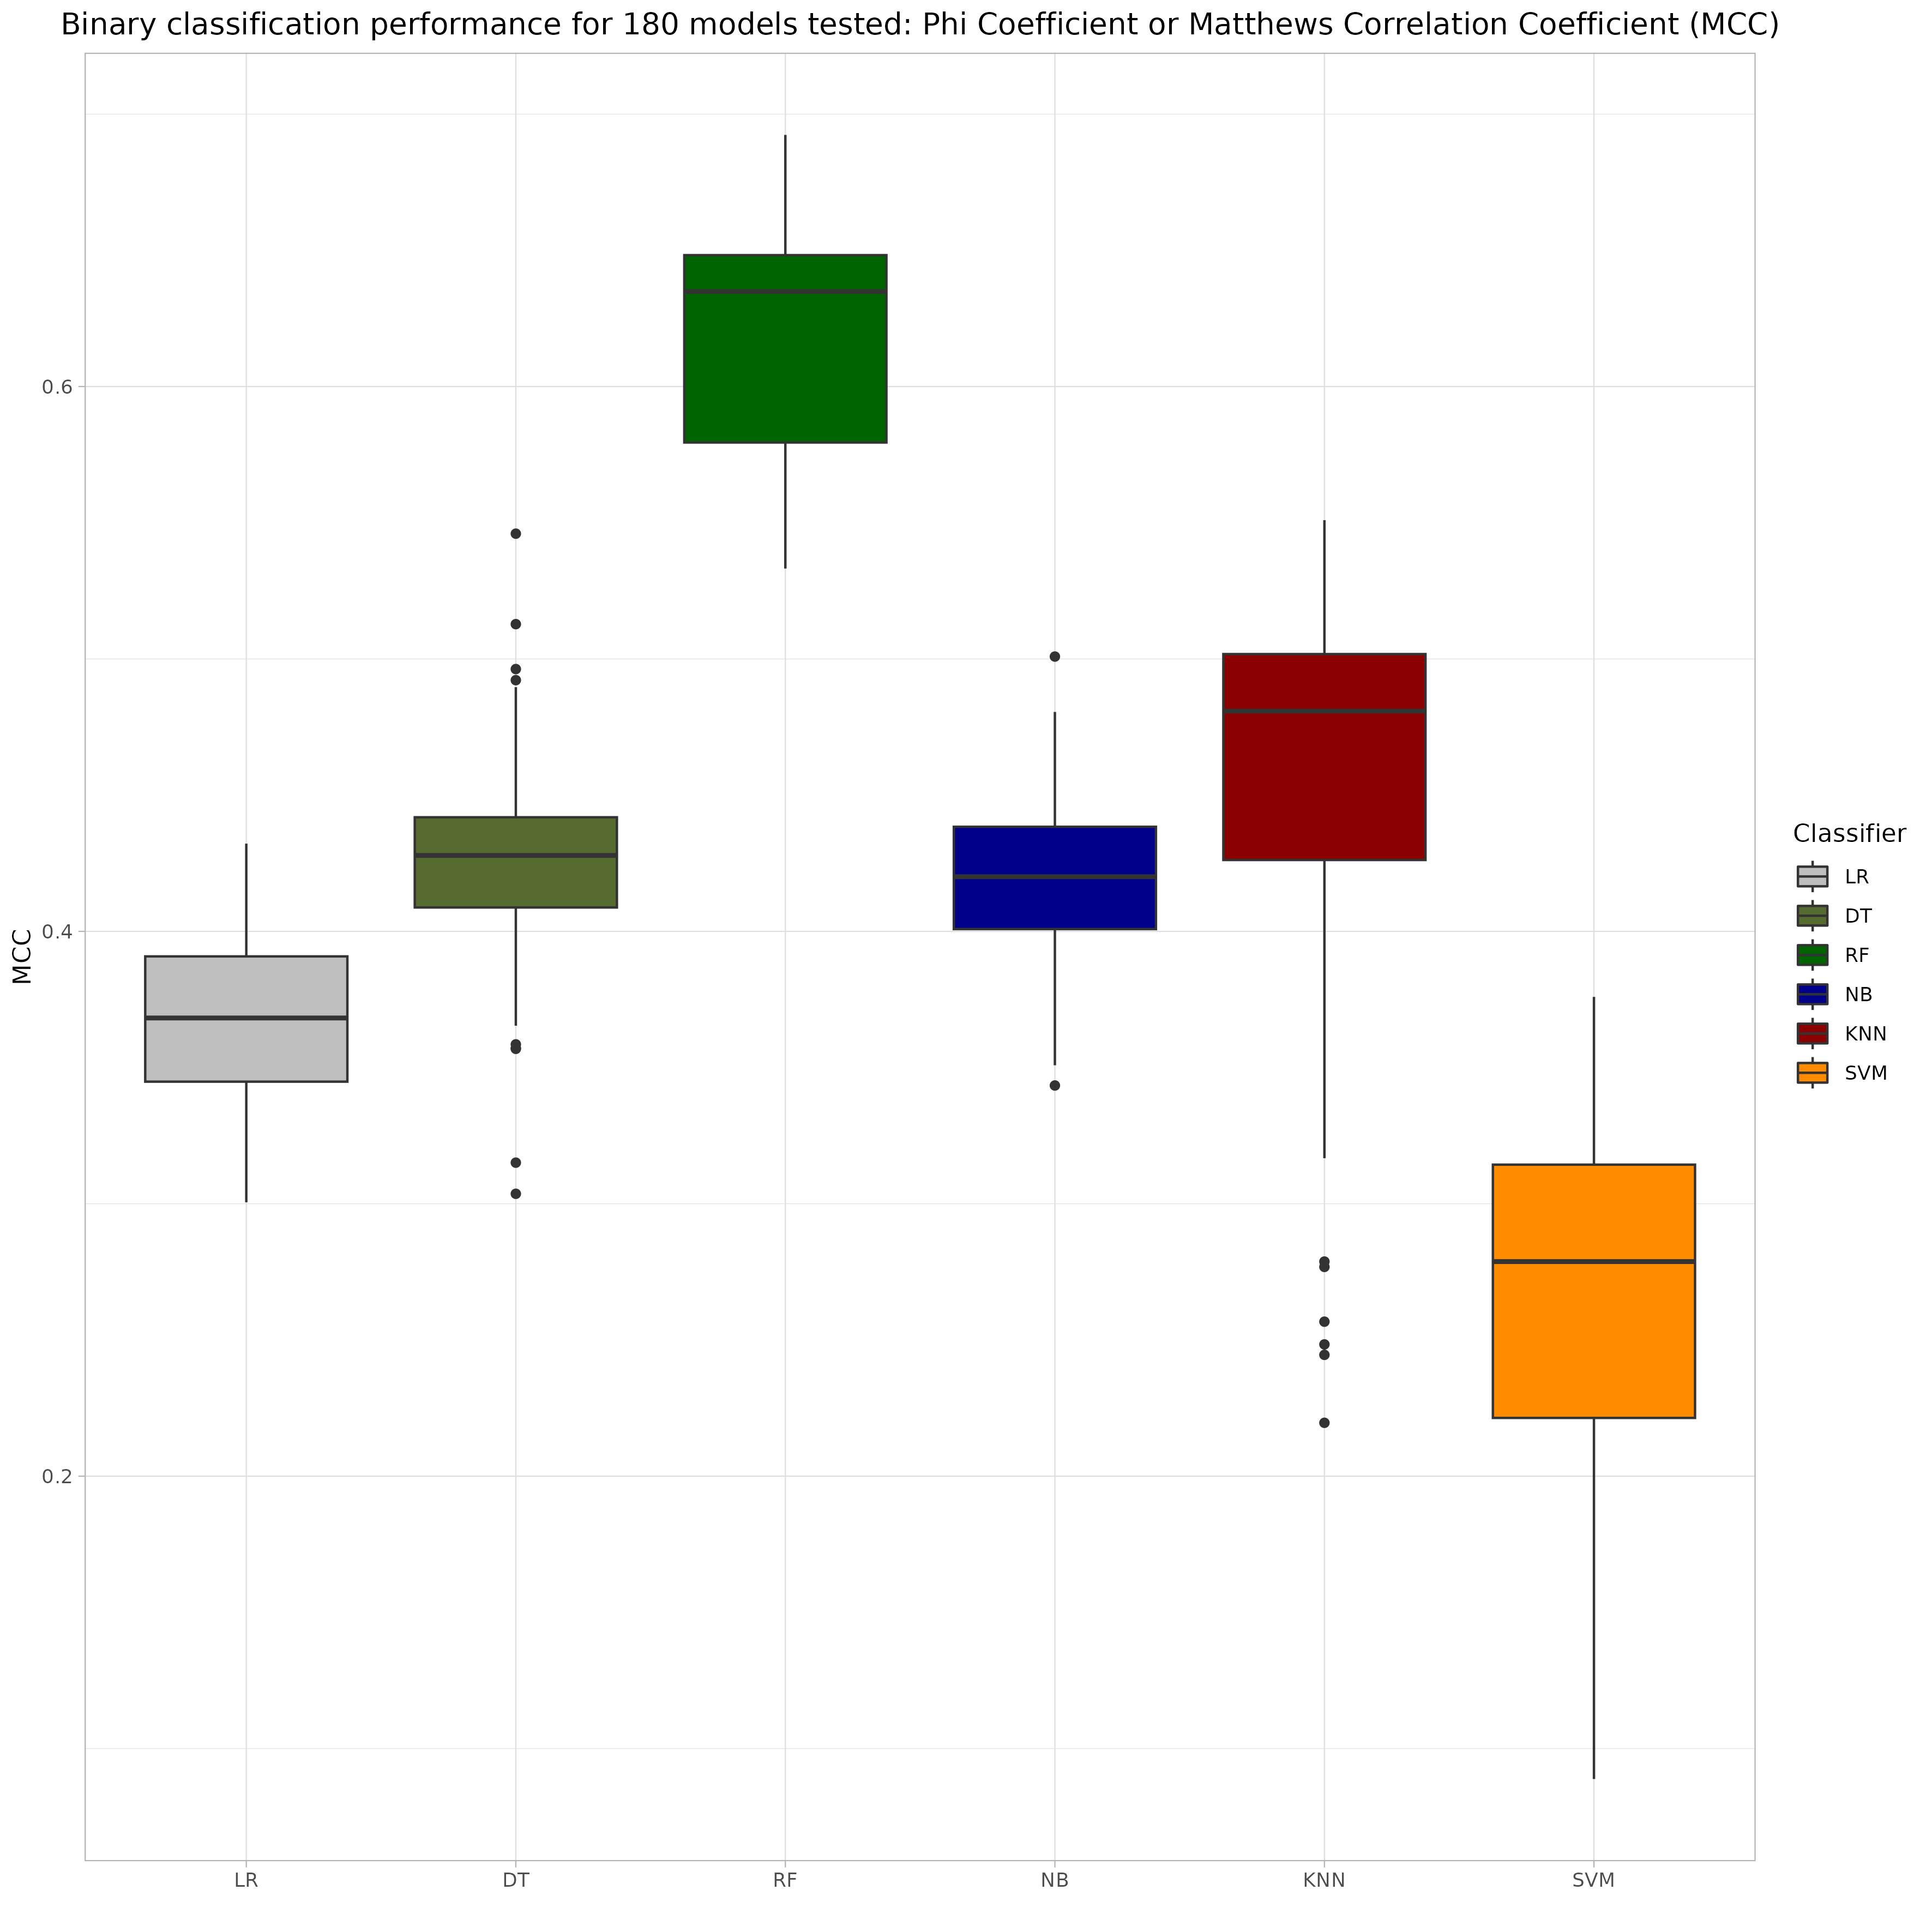 Binary classification performance for 180 models tested: Phi Coefficient or Matthews Correlation Coefficient (MCC)
0.6
0.4
0.2
MCC
LR DT RF NB KNN SVM
Classifier
LR
DT
RF
NB
KNN
SVM